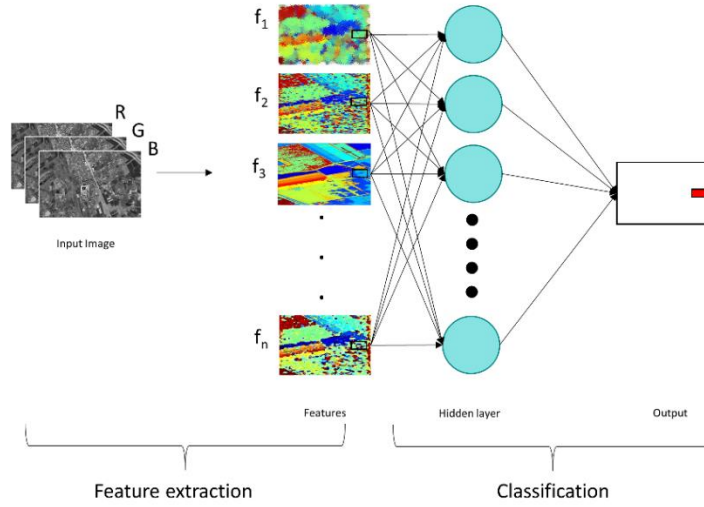 R
G
B
Input Image
f1
f2
f3
fn
Features
Hidden layer
Output
Feature extraction
Classification